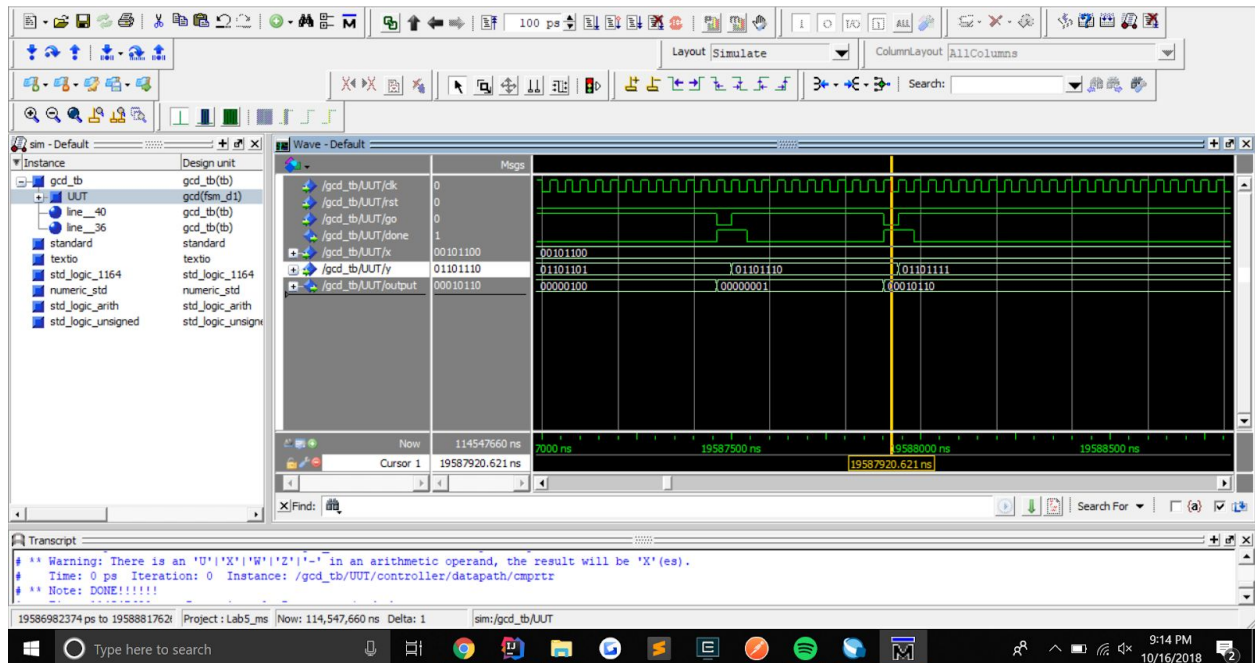 100 ps
ALL
Layout Simulate
ColumnLayout AllColumns
Search:
sim - Default
Instance Design unit
gcd_tb gcd_tb(tb)
UUT gcd(fsm_d1)
line__40 gcd_tb(tb)
line__36 gcd_tb(tb)
standard standard
textio textio
std_logic_1164 std_logic_1164
numeric_std numeric_std
std_logic_arith std_logic_arith
std_logic_unsigned std_logic_unsigne
Wave - Default
Msgs
/gcd_tb/UUT/clk 0
/gcd_tb/UUT/rst 0
/gcd_tb/UUT/go 0
/gcd_tb/UUT/done 1
/gcd_tb/UUT/x 00101100 00101100
/gcd_tb/UUT/y 01101110 01101101 01101110 01101111
/gcd_tb/UUT/output 00010110 00000100 00000001 00010110
Now 114547660 ns 7000 ns 19587500 ns 19588000 ns 19588500 ns
Cursor 1 19587920.621 ns 19587920.621 ns
Find: Search For {a}
Transcript
# ** Warning: There is an 'U'|'X'|'W'|'Z'|'-' in an arithmetic operand, the result will be 'X'(es).
# Time: 0 ps Iteration: 0 Instance: /gcd_tb/UUT/controller/datapath/cmprtr
# ** Note: DONE!!!!!!
19586982374 ps to 1958881762 Project : Lab5_ms Now: 114,547,660 ns Delta: 1 sim:/gcd_tb/UUT
Type here to search
9:14 PM
10/16/2018